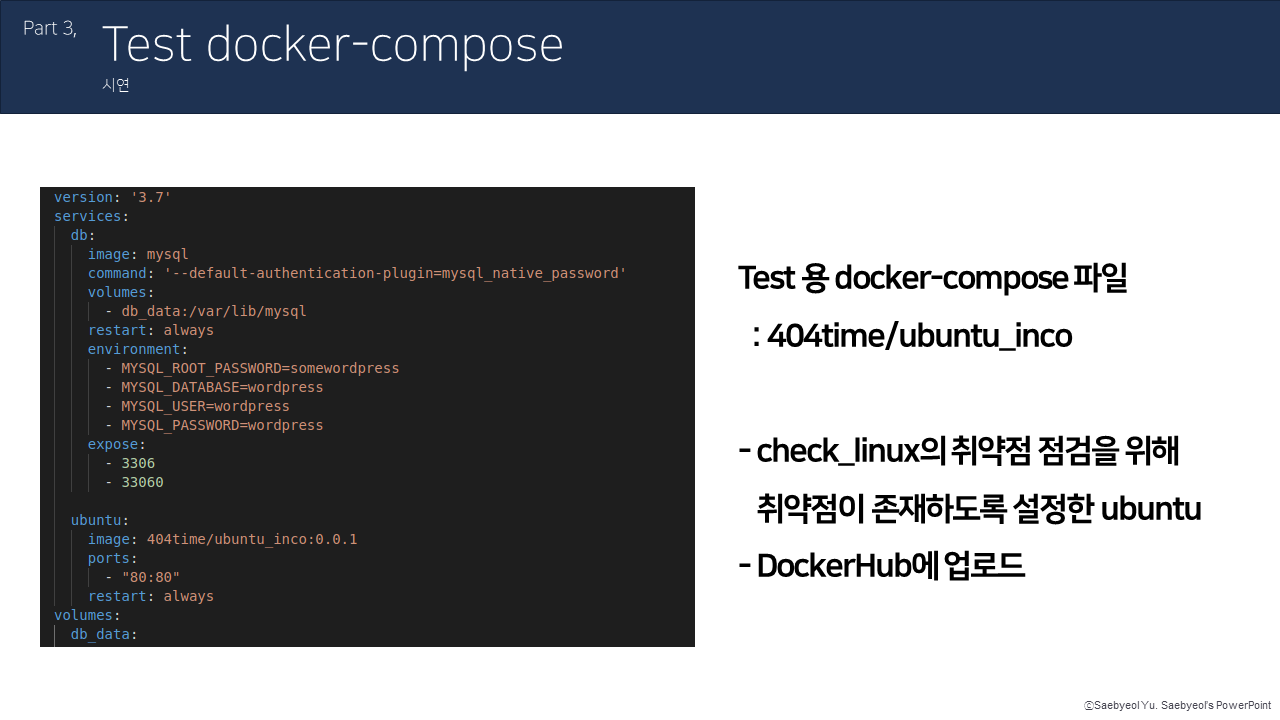 Part 3,
Test docker-compose
시연
version: '3.7'
services:
  db:
    image: mysql
    command: '--default-authentication-plugin=mysql_native_password'
    volumes:
      - db_data:/var/lib/mysql
    restart: always
    environment:
      - MYSQL_ROOT_PASSWORD=somewordpress
      - MYSQL_DATABASE=wordpress
      - MYSQL_USER=wordpress
      - MYSQL_PASSWORD=wordpress
    expose:
      - 3306
      - 33060
  ubuntu:
    image: 404time/ubuntu_inco:0.0.1
    ports:
      - "80:80"
    restart: always
volumes:
  db_data:
Test 용 docker-compose 파일
: 404time/ubuntu_inco
- check_linux의 취약점 점검을 위해
취약점이 존재하도록 설정한 ubuntu
- DockerHub에 업로드
ⓒSaebyeol Yu. Saebyeol's PowerPoint